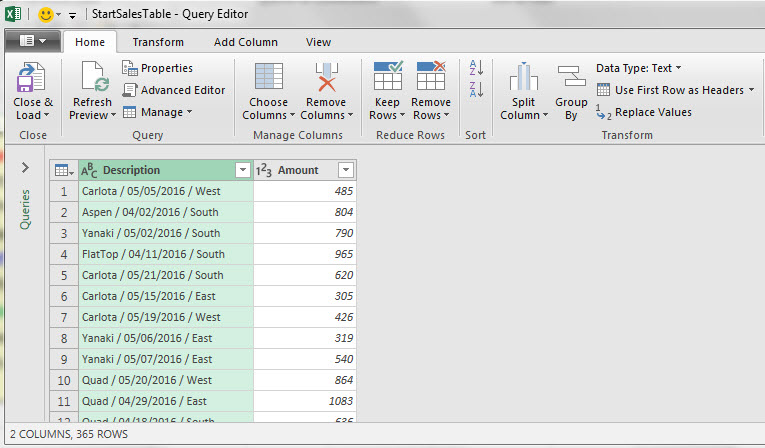 StartSalesTable - Query Editor
Home Transform Add Column View
Close & Load
Close
Refresh Preview
Properties
Advanced Editor
Manage
Query
Choose Columns
Remove Columns
Manage Columns
Keep Rows
Remove Rows
Reduce Rows
A Z
Z A
Sort
Split Column
Group By
Data Type: Text
Use First Row as Headers
1 2 Replace Values
Transform
Queries
ABC Description 123 Amount
1 Carlota / 05/05/2016 / West 485
2 Aspen / 04/02/2016 / South 804
3 Yanaki / 05/02/2016 / South 790
4 FlatTop / 04/11/2016 / South 965
5 Carlota / 05/21/2016 / South 620
6 Carlota / 05/15/2016 / East 305
7 Carlota / 05/19/2016 / West 426
8 Yanaki / 05/06/2016 / East 319
9 Yanaki / 05/07/2016 / East 540
10 Quad / 05/20/2016 / West 864
11 Quad / 04/29/2016 / East 1083
12 Quad / 04/18/2016 / South 636
2 COLUMNS, 365 ROWS